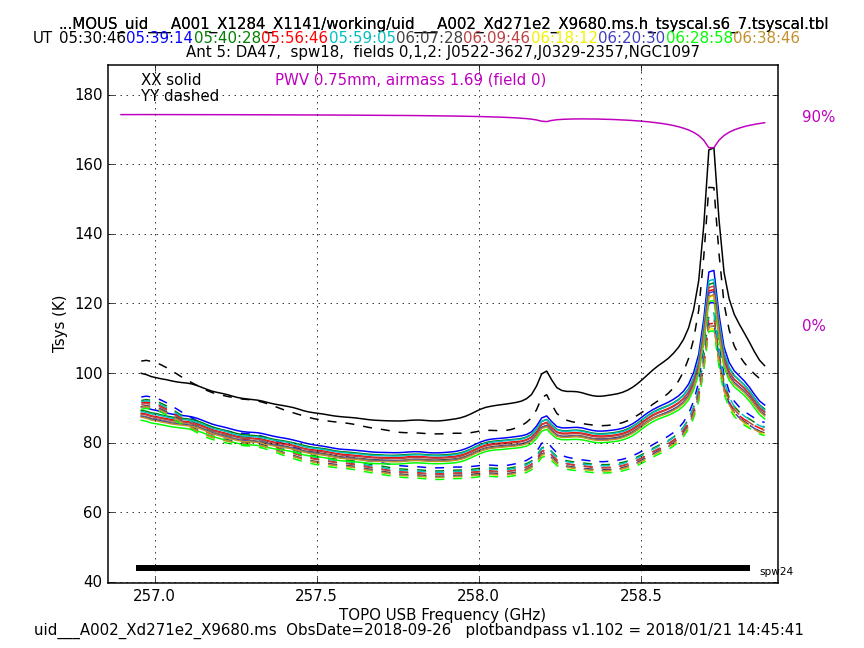 ...MOUS_uid___A001_X1284_X1141/working/uid___A002_Xd271e2_X9680.ms.h_tsyscal.s6_7.tsyscal.tbl
UT 05:30:46 05:39:14 05:40:28 05:56:46 05:59:05 06:07:28 06:09:46 06:18:12 06:20:30 06:28:58 06:38:46
Ant 5: DA47, spw18, fields 0,1,2: J0522-3627,J0329-2357,NGC1097
XX solid
PWV 0.75mm, airmass 1.69 (field 0)
YY dashed
180
90%
160
140
120
0%
Tsys (K)
100
80
60
spw24
40
257.0 257.5 258.0 258.5
TOPO USB Frequency (GHz)
uid___A002_Xd271e2_X9680.ms ObsDate=2018-09-26 plotbandpass v1.102 = 2018/01/21 14:45:41